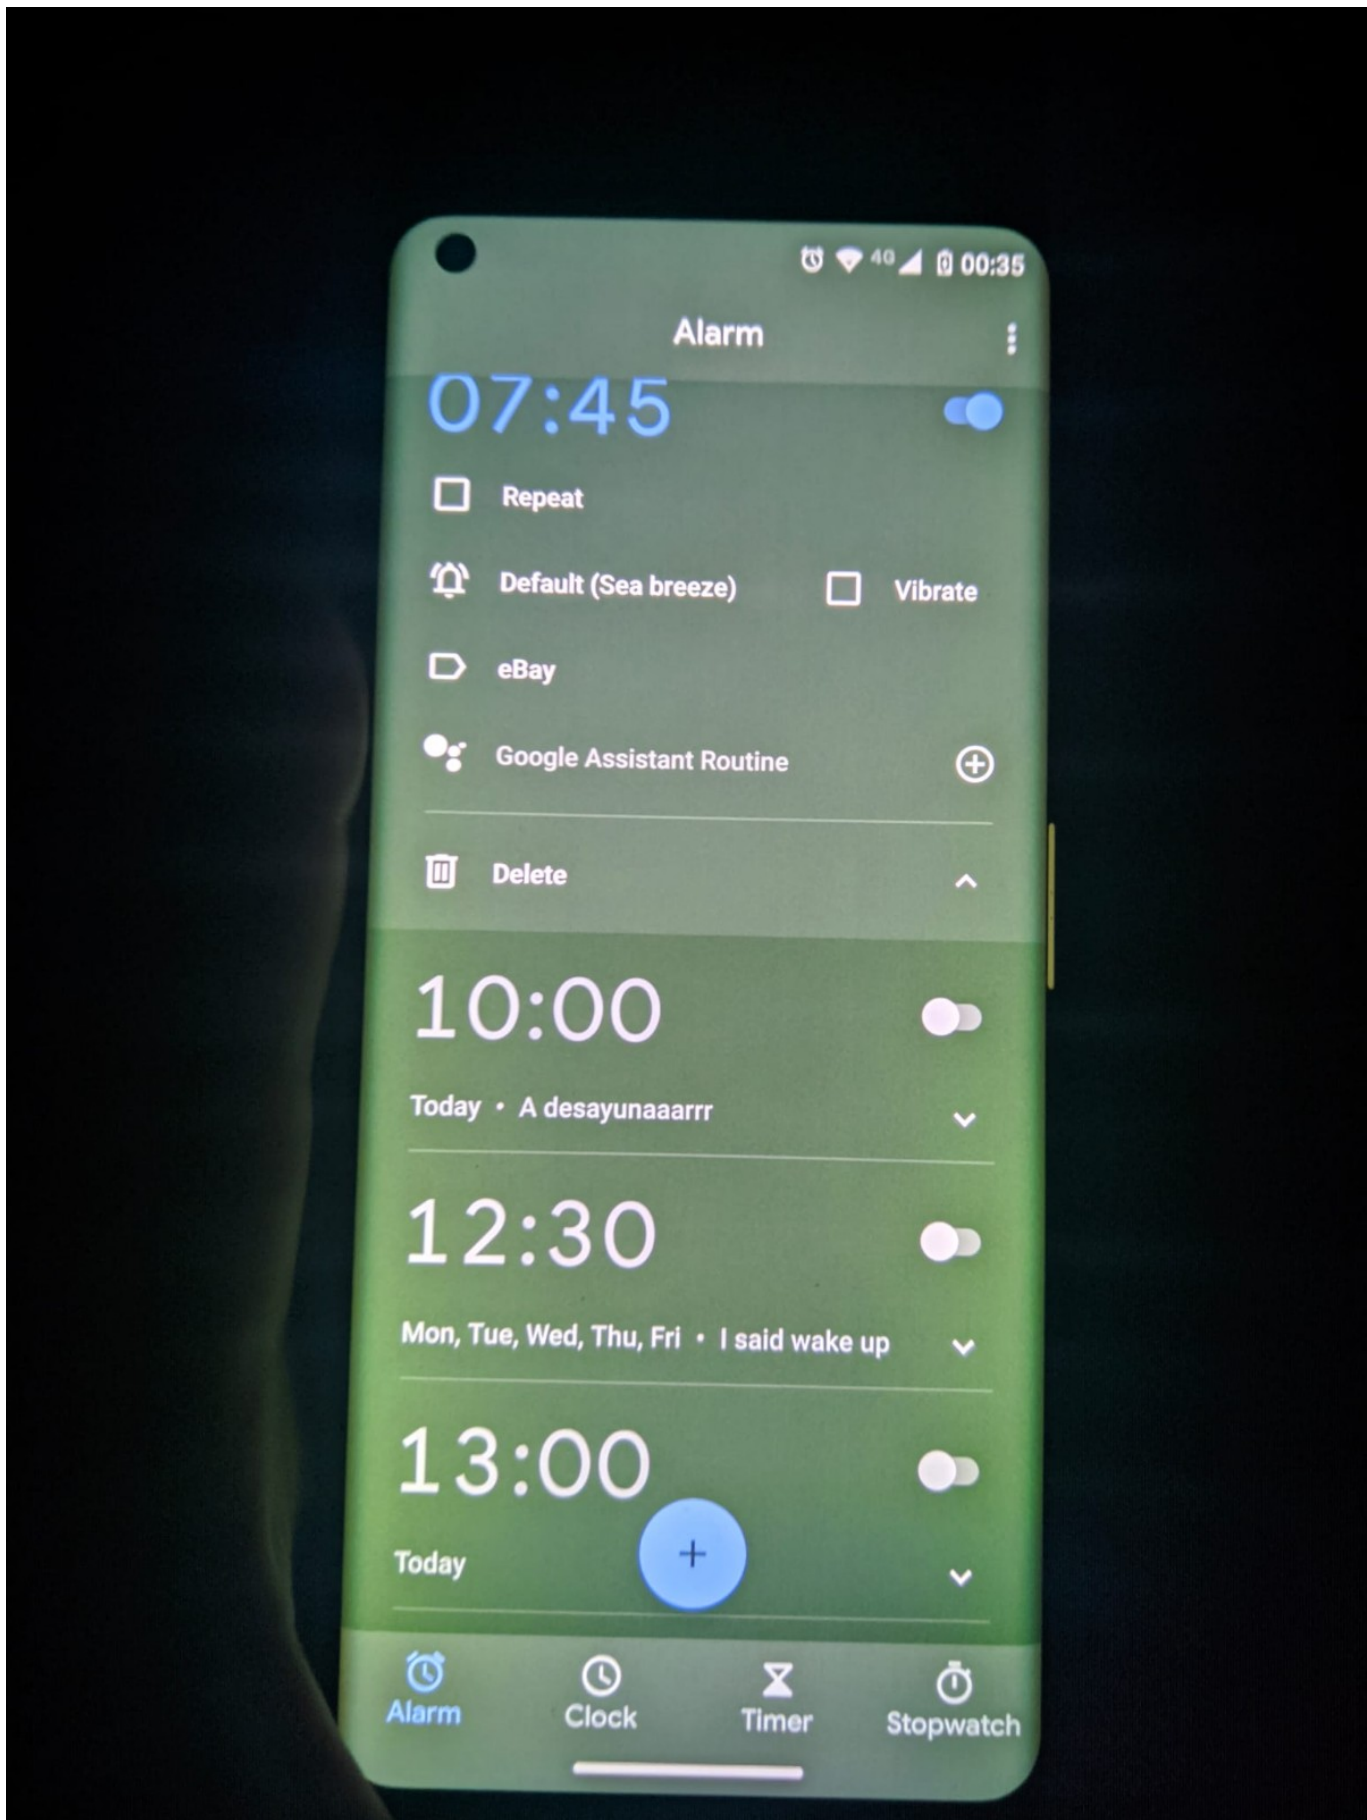 4G 00:35
Alarm
07:45
Repeat
Default (Sea breeze) Vibrate
eBay
Google Assistant Routine
Delete
10:00
Today • A desayunaaarrr
12:30
Mon, Tue, Wed, Thu, Fri • I said wake up
13:00
Today
Alarm Clock Timer Stopwatch